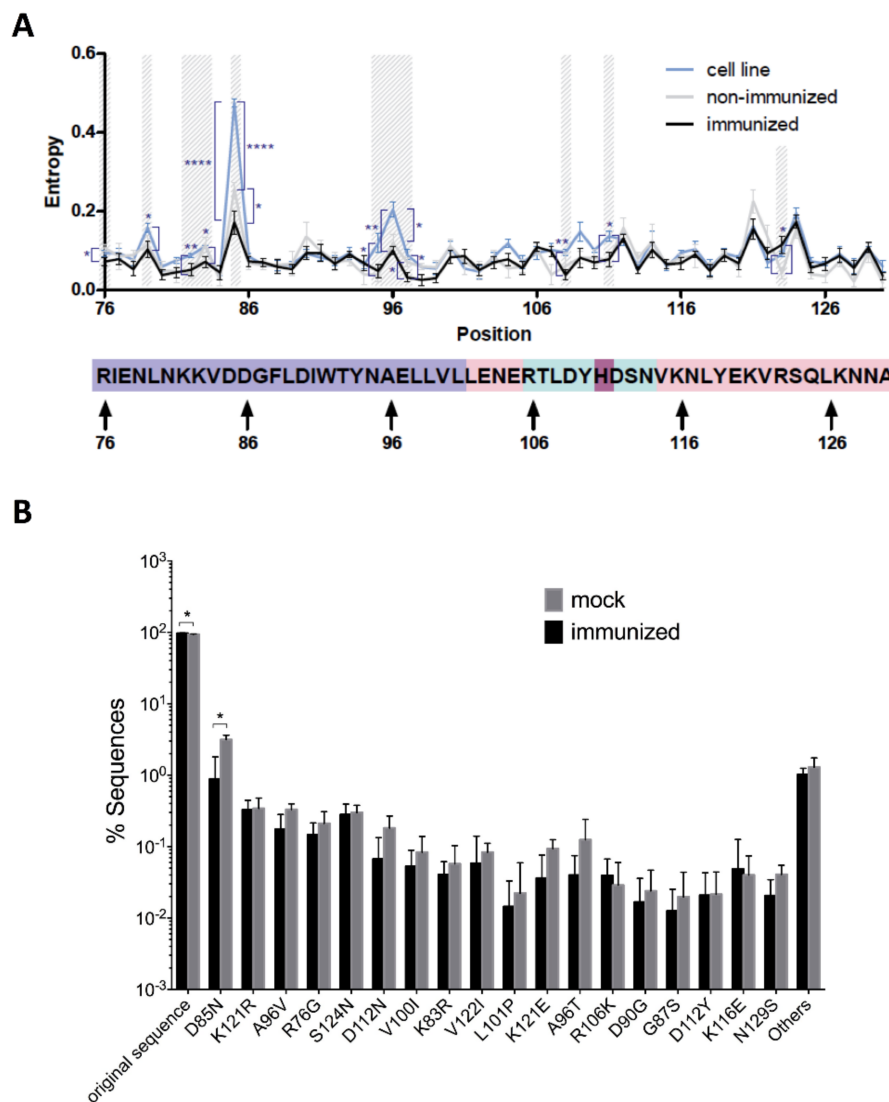 A
0.6
0.4
0.2
0.0
Entropy
cell line
non-immunized
immunized
**** ****
*
*
** *
** *
*
*
*
**
*
*
*
76 86 96 106 116 126
Position
RIENLNKKVDDGFLDIWTYNAELLVLLENERTLDYHDSNVKNLYEKVRSQLKNNA
76 86 96 106 116 126
B
10³
10²
10¹
10⁰
10⁻¹
10⁻²
10⁻³
% Sequences
mock
immunized
*
*
original sequence
D85N
K121R
A96V
R76G
S124N
D112N
V100I
K83R
V122I
L101P
K121E
A96T
R106K
D90G
G87S
D112Y
K116E
N129S
Others